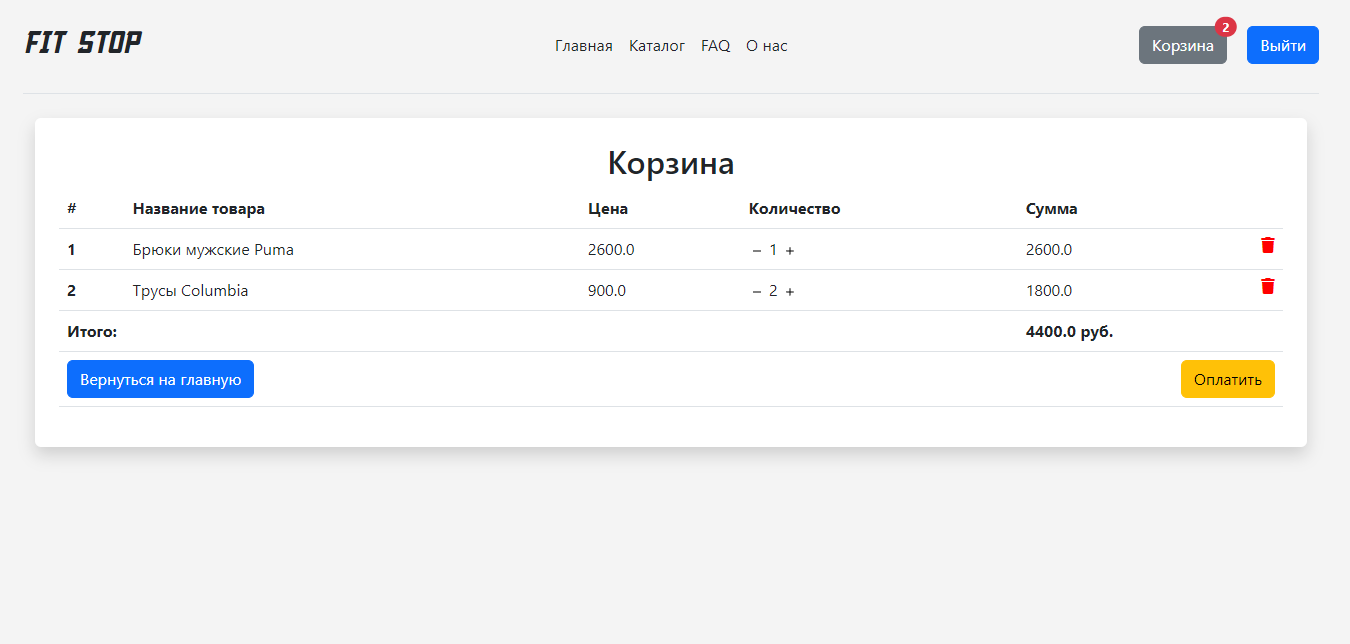 FIT STOP Главная Каталог FAQ О нас Корзина 2 Выйти
Корзина
# Название товара Цена Количество Сумма
1 Брюки мужские Puma 2600.0 − 1 + 2600.0
2 Трусы Columbia 900.0 − 2 + 1800.0
Итого: 4400.0 руб.
Вернуться на главную Оплатить